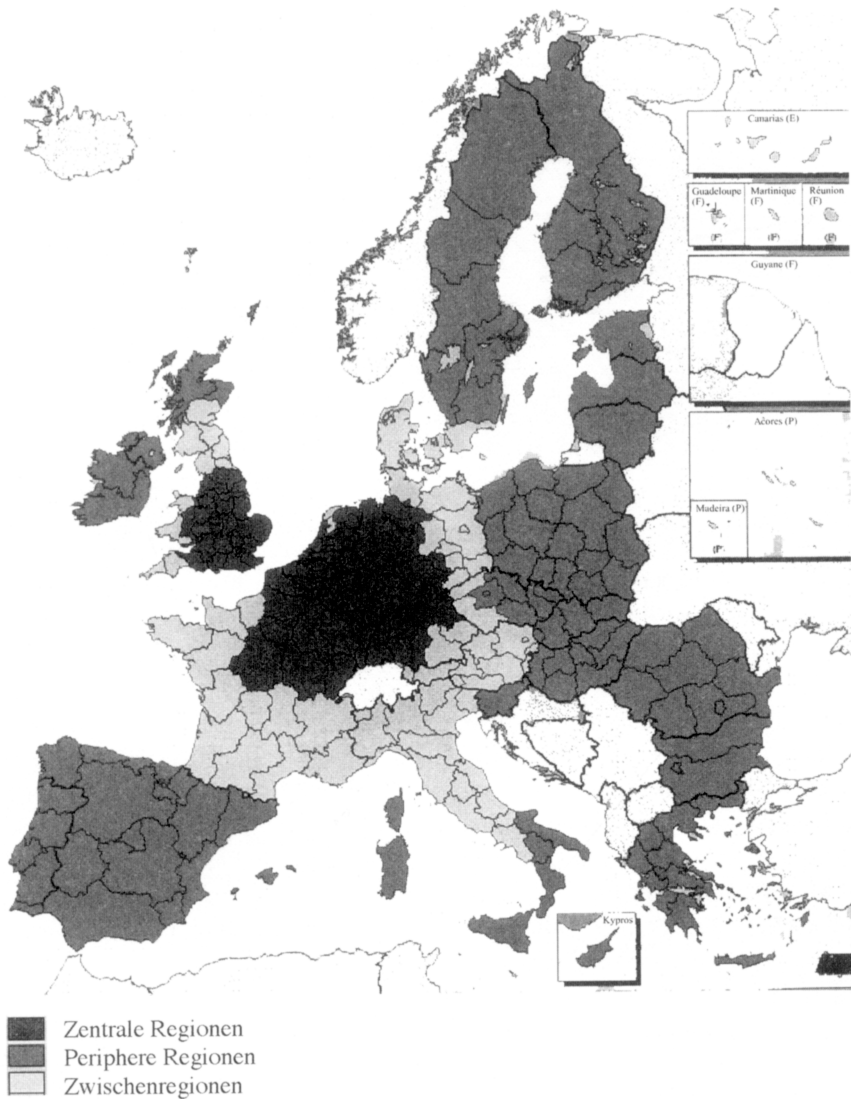 Canarias (E)
Guadeloupe (F)
Martinique (F)
Réunion (F)
Guyane (F)
Açores (P)
Madeira (P)
Kypros
Zentrale Regionen
Periphere Regionen
Zwischenregionen